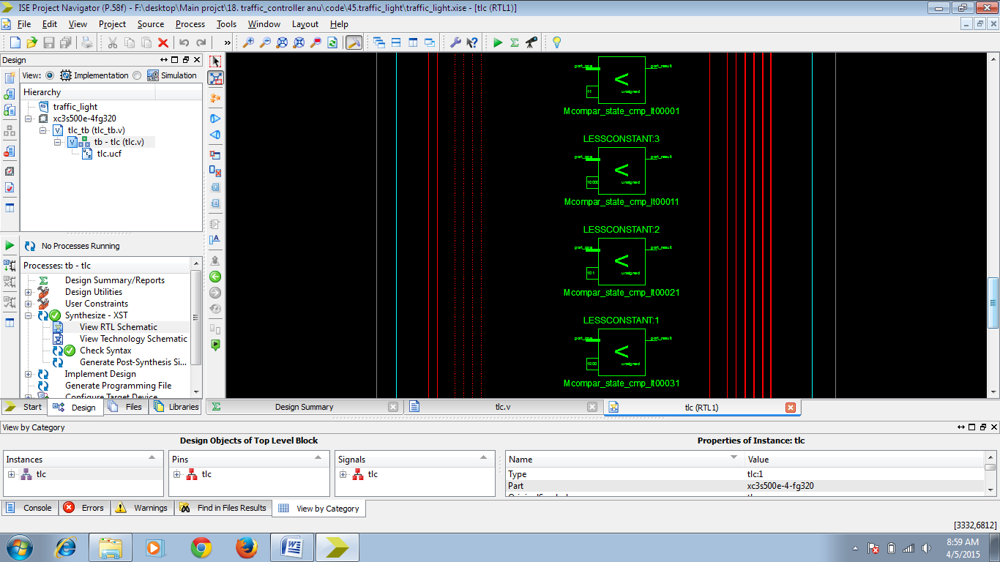 ISE Project Navigator (P.58f) - F:\desktop\Main projct\18. traffic_controller anu\code\45.traffic_light\traffic_light.xise - [tlc (RTL1)]
File Edit View Project Source Process Tools Window Layout Help
»
Design
View: Implementation Simulation
Hierarchy
traffic_light
xc3s500e-4fg320
tlc_tb (tlc_tb.v)
tb - tlc (tlc.v)
tlc.ucf
No Processes Running
Processes: tb - tlc
Design Summary/Reports
Design Utilities
User Constraints
Synthesize - XST
View RTL Schematic
View Technology Schematic
Check Syntax
Generate Post-Synthesis Si...
Implement Design
Generate Programming File
Configure Target Device
Start Design Files Libraries
port_one port_result
<
11 unsigned
Mcompar_state_cmp_lt00001
LESSCONSTANT:3
port_one port_result
<
unsigned
Mcompar_state_cmp_lt00011
LESSCONSTANT:2
port_one port_result
<
101 unsigned
Mcompar_state_cmp_lt00021
LESSCONSTANT:1
port_one port_result
<
1000 unsigned
Mcompar_state_cmp_lt00031
Design Summary tlc.v tlc (RTL1)
View by Category
Design Objects of Top Level Block
Properties of Instance: tlc
Instances Pins Signals Name Value
tlc tlc tlc Type tlc:1
Part xc3s500e-4-fg320
Console Errors Warnings Find in Files Results View by Category
[3332,6812]
8:59 AM
4/5/2015